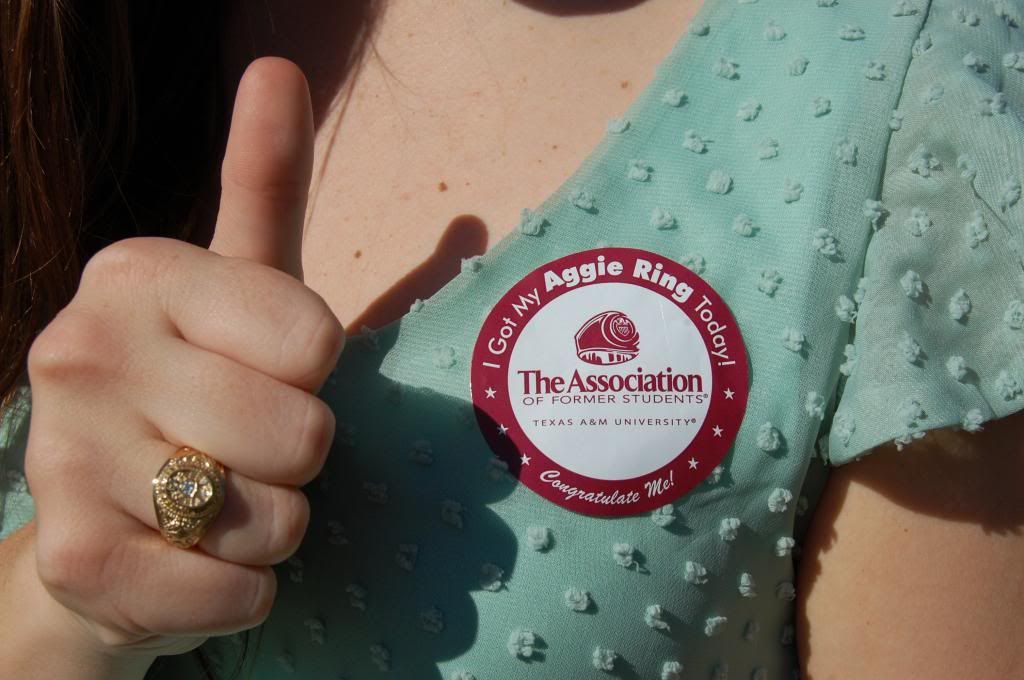 I Got My Aggie Ring Today!
The Association
OF FORMER STUDENTS®
TEXAS A&M UNIVERSITY®
Congratulate Me!